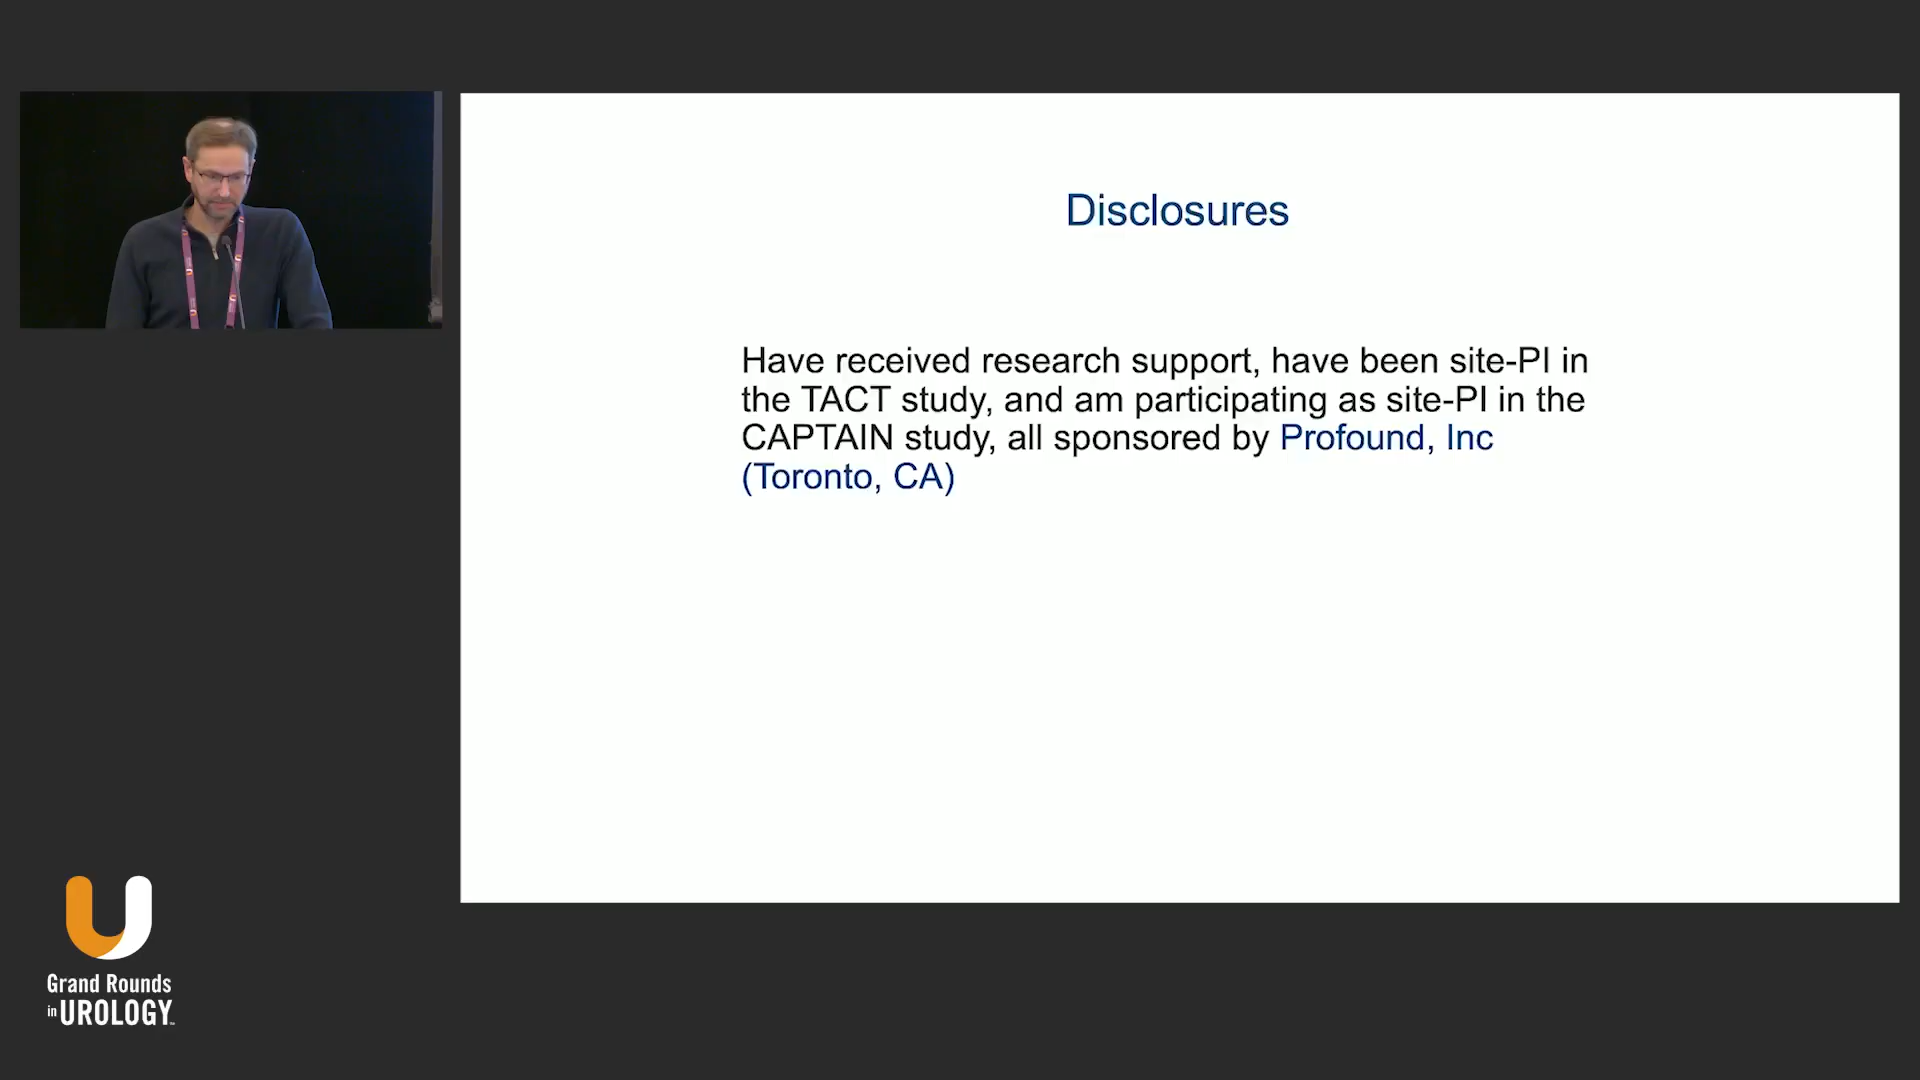 Disclosures
Have received research support, have been site-PI in
the TACT study, and am participating as site-PI in the
CAPTAIN study, all sponsored by Profound, Inc
(Toronto, CA)
Grand Rounds
in UROLOGY